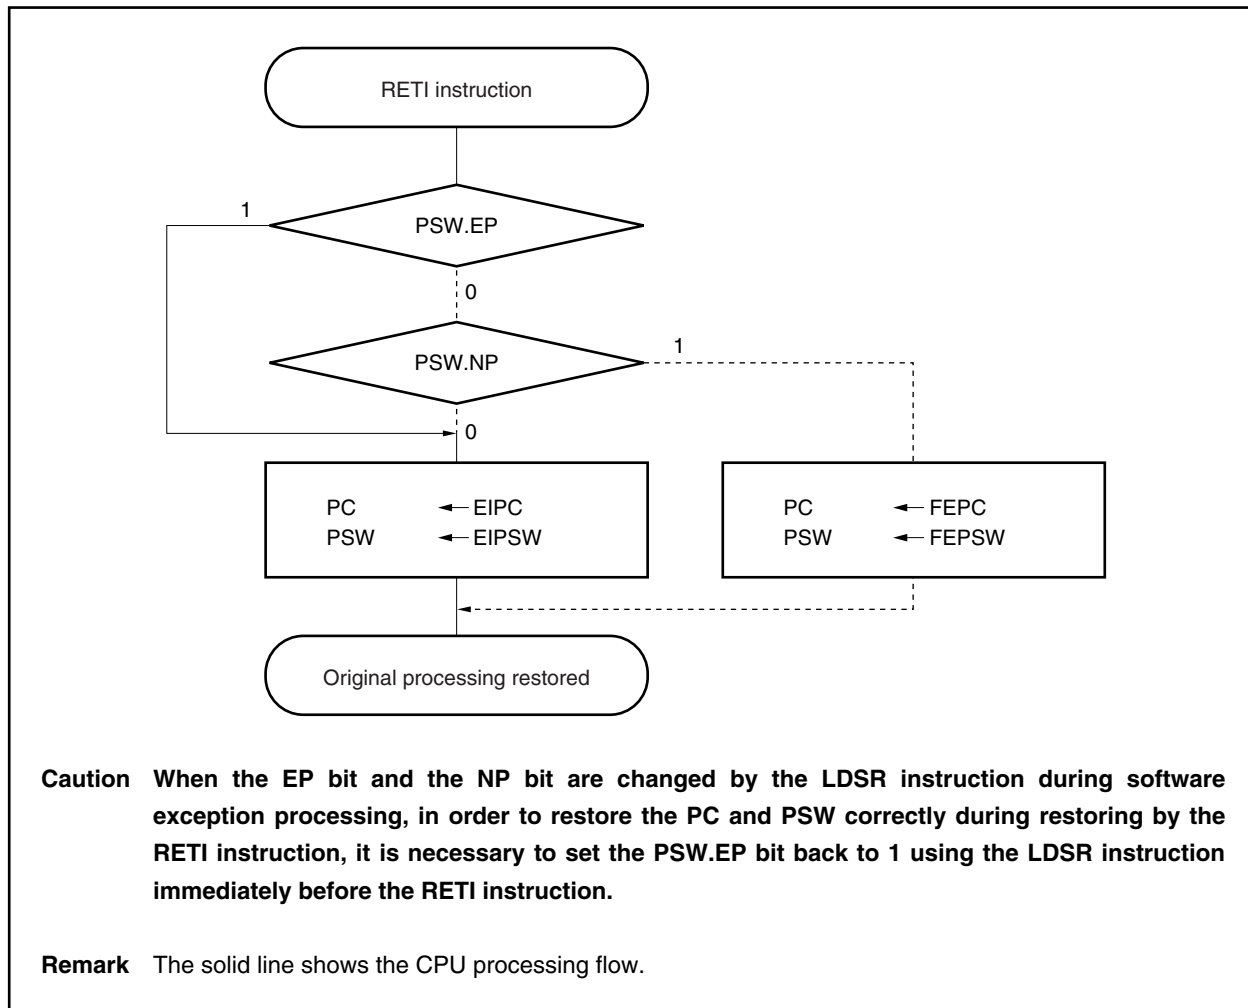 RETI instruction
1
PSW.EP
0
1
PSW.NP
0
PC ← EIPC
PSW ← EIPSW
PC ← FEPC
PSW ← FEPSW
Original processing restored
Caution When the EP bit and the NP bit are changed by the LDSR instruction during software
exception processing, in order to restore the PC and PSW correctly during restoring by the
RETI instruction, it is necessary to set the PSW.EP bit back to 1 using the LDSR instruction
immediately before the RETI instruction.
Remark The solid line shows the CPU processing flow.